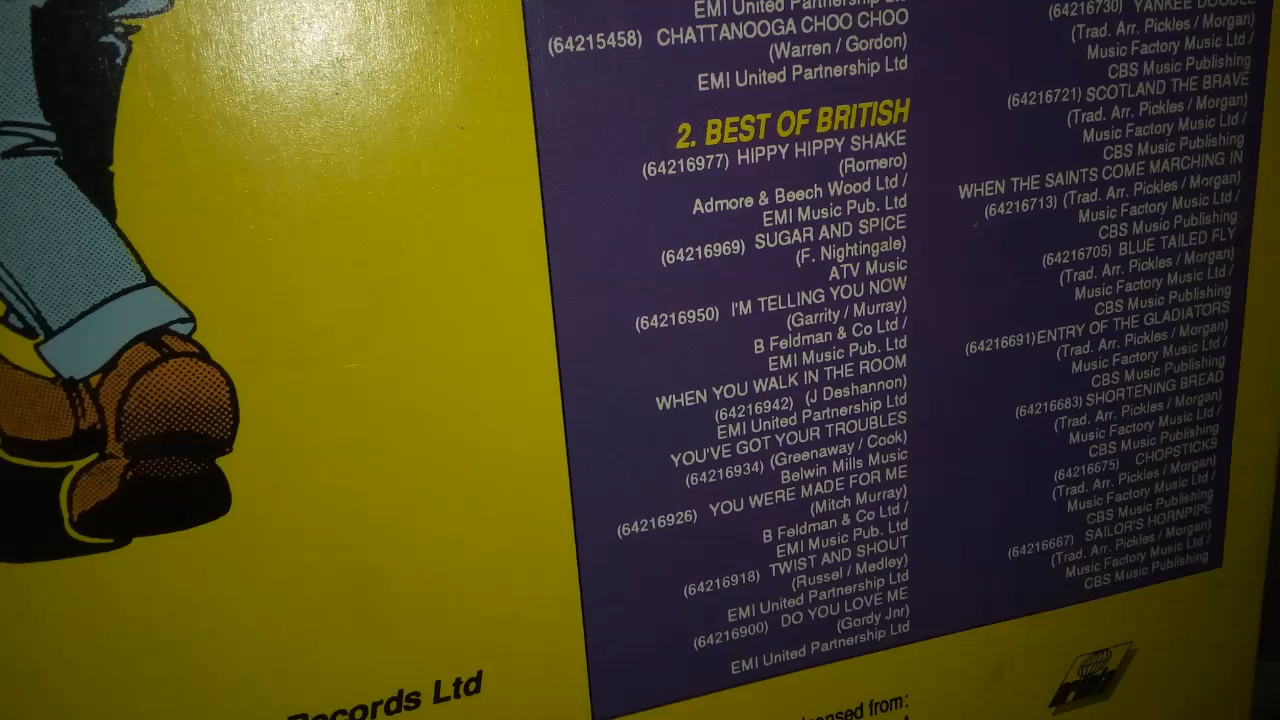 EMI United Partnership
(64215458) CHATTANOOGA CHOO CHOO
(Warren / Gordon)
EMI United Partnership Ltd
2. BEST OF BRITISH
(64216977) HIPPY HIPPY SHAKE
(Romero)
Admore & Beech Wood Ltd /
EMI Music Pub. Ltd
(64216969) SUGAR AND SPICE
(F. Nightingale)
ATV Music
(64216950) I'M TELLING YOU NOW
(Garrity / Murray)
B Feldman & Co Ltd /
EMI Music Pub. Ltd
WHEN YOU WALK IN THE ROOM
(64216942) (J Deshannon)
EMI United Partnership Ltd
YOU'VE GOT YOUR TROUBLES
(64216934) (Greenaway / Cook)
Belwin Mills Music
(64216926) YOU WERE MADE FOR ME
(Mitch Murray)
B Feldman & Co Ltd /
EMI Music Pub. Ltd
(64216918) TWIST AND SHOUT
(Russel / Medley)
EMI United Partnership Ltd
(64216900) DO YOU LOVE ME
(Gordy Jnr)
EMI United Partnership Ltd
(64216730) YANKEE DOODLE
(Trad. Arr. Pickles / Morgan)
Music Factory Music Ltd /
CBS Music Publishing
(64216721) SCOTLAND THE BRAVE
(Trad. Arr. Pickles / Morgan)
Music Factory Music Ltd /
CBS Music Publishing
WHEN THE SAINTS COME MARCHING IN
(64216713) (Trad. Arr. Pickles / Morgan)
Music Factory Music Ltd /
CBS Music Publishing
(64216705) BLUE TAILED FLY
(Trad. Arr. Pickles / Morgan)
Music Factory Music Ltd /
CBS Music Publishing
(64216691) ENTRY OF THE GLADIATORS
(Trad. Arr. Pickles / Morgan)
Music Factory Music Ltd /
CBS Music Publishing
(64216683) SHORTENING BREAD
(Trad. Arr. Pickles / Morgan)
Music Factory Music Ltd /
CBS Music Publishing
(64216675) CHOPSTICKS
(Trad. Arr. Pickles / Morgan)
Music Factory Music Ltd /
CBS Music Publishing
(64216667) SAILOR'S HORNPIPE
(Trad. Arr. Pickles / Morgan)
Music Factory Music Ltd /
CBS Music Publishing
Records Ltd
from: